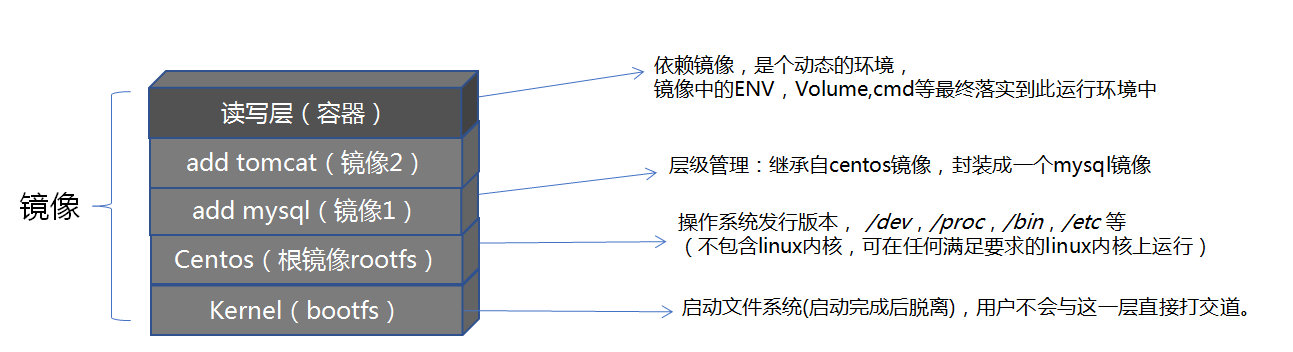 镜像
读写层（容器）
add tomcat（镜像2）
add mysql（镜像1）
Centos（根镜像rootfs）
Kernel（bootfs）
依赖镜像，是个动态的环境，
镜像中的ENV，Volume,cmd等最终落实到此运行环境中
层级管理：继承自centos镜像，封装成一个mysql镜像
操作系统发行版本， /dev，/proc，/bin，/etc 等
（不包含linux内核，可在任何满足要求的linux内核上运行）
启动文件系统(启动完成后脱离)，用户不会与这一层直接打交道。